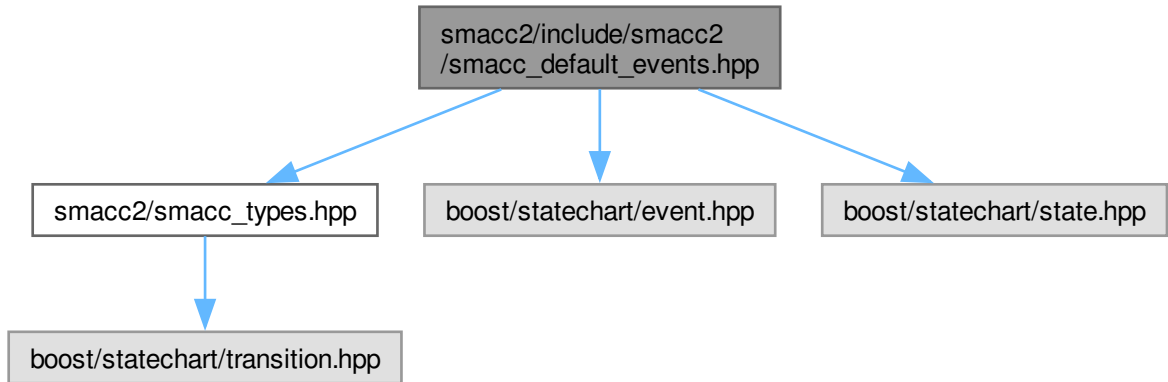 smacc2/include/smacc2
/smacc_default_events.hpp
smacc2/smacc_types.hpp
boost/statechart/event.hpp
boost/statechart/state.hpp
boost/statechart/transition.hpp